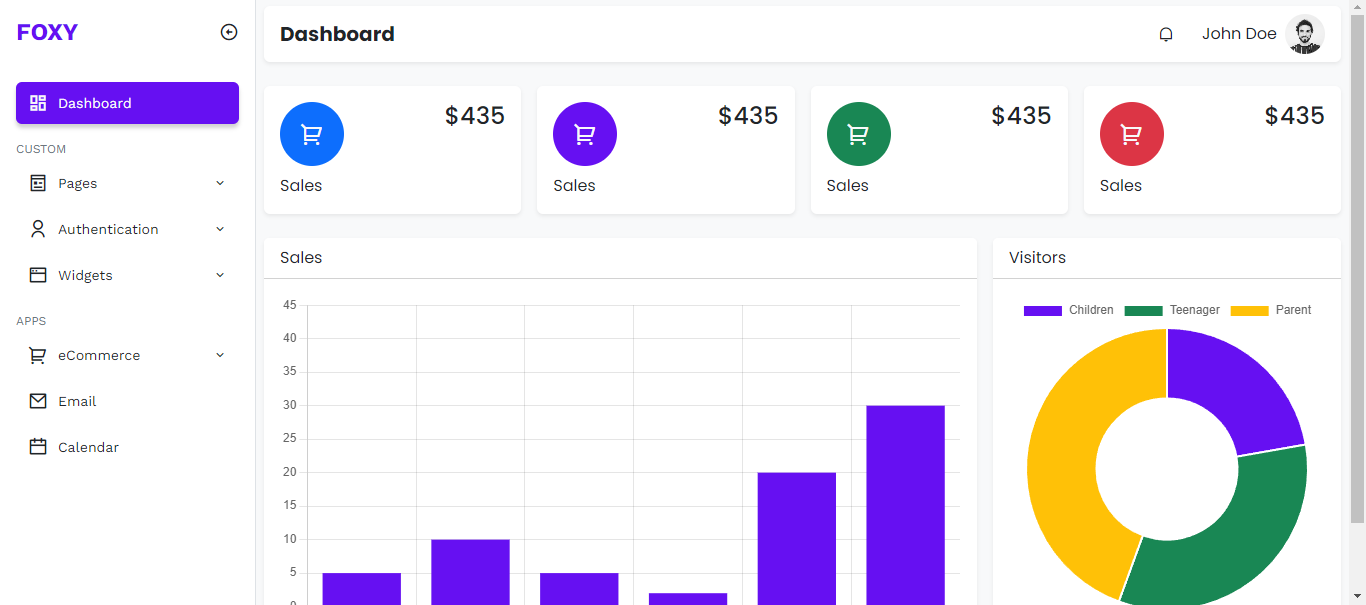 FOXY
Dashboard
CUSTOM
Pages
Authentication
Widgets
APPS
eCommerce
Email
Calendar
Dashboard
John Doe
$435
Sales
$435
Sales
$435
Sales
$435
Sales
Sales
45
40
35
30
25
20
15
10
5
0
Visitors
Children Teenager Parent